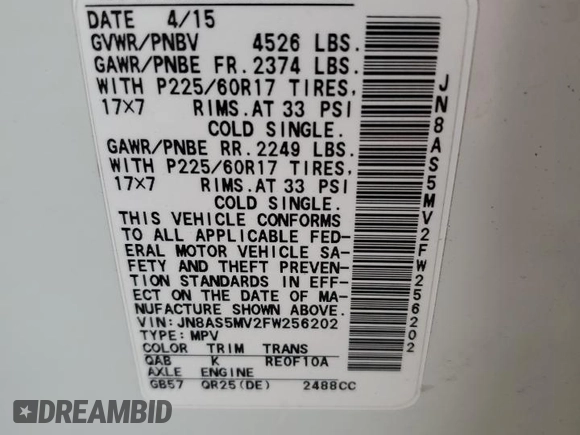 DATE 4/15
GVWR/PNBV 4526 LBS.
GAWR/PNBE FR. 2374 LBS.
WITH P225/60R17 TIRES,
17×7 RIMS. AT 33 PSI
COLD SINGLE.
GAWR/PNBE RR. 2249 LBS.
WITH P225/60R17 TIRES,
17×7 RIMS. AT 33 PSI
COLD SINGLE.
THIS VEHICLE CONFORMS
TO ALL APPLICABLE FED-
ERAL MOTOR VEHICLE SA-
FETY AND THEFT PREVEN-
TION STANDARDS IN EFF-
ECT ON THE DATE OF MA-
NUFACTURE SHOWN ABOVE.
VIN: JN8AS5MV2FW256202
TYPE: MPV
COLOR TRIM TRANS
QAB K RE0F10A
AXLE ENGINE
GB57 QR25(DE) 2488CC
JN8AS5MV2FW256202
DREAMBID